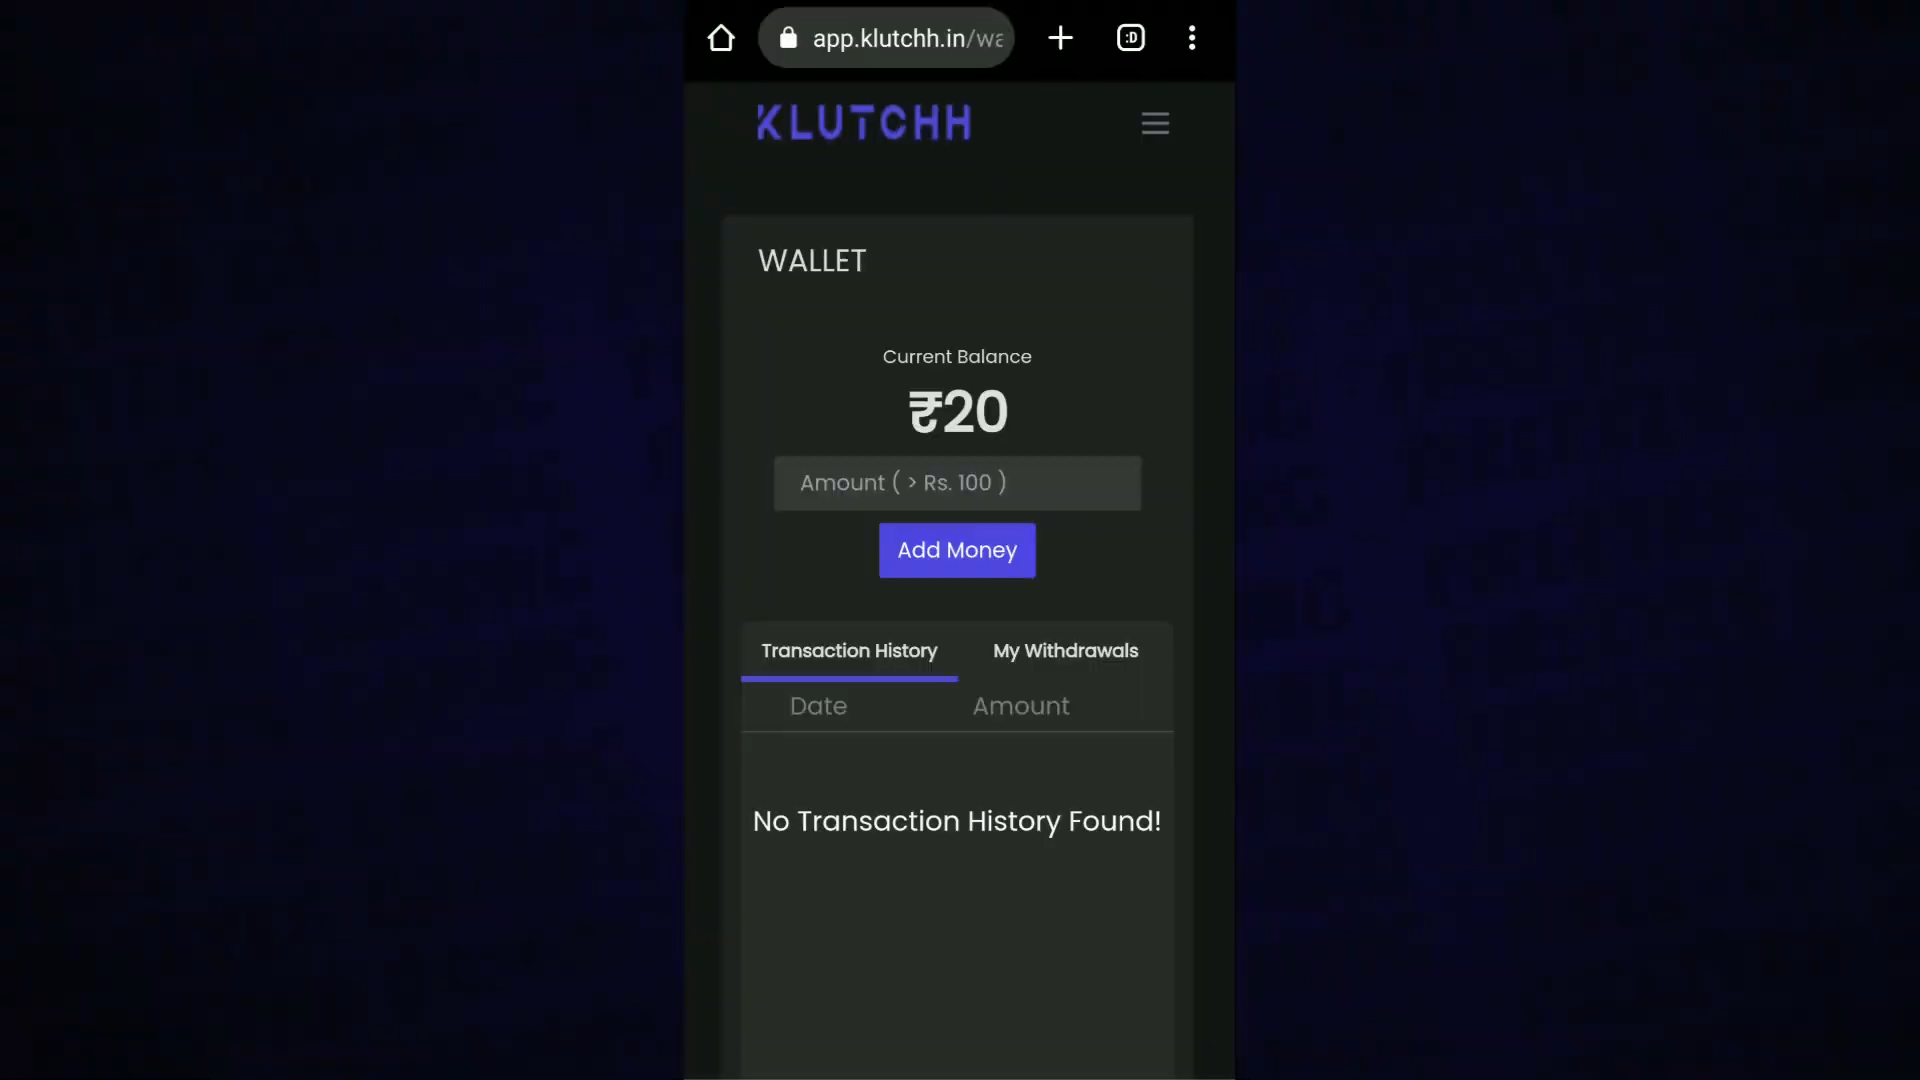 app.klutchh.in/wa
:D
KLUTCHH
WALLET
Current Balance
₹20
Amount ( > Rs. 100 )
Add Money
Transaction History My Withdrawals
Date Amount
No Transaction History Found!